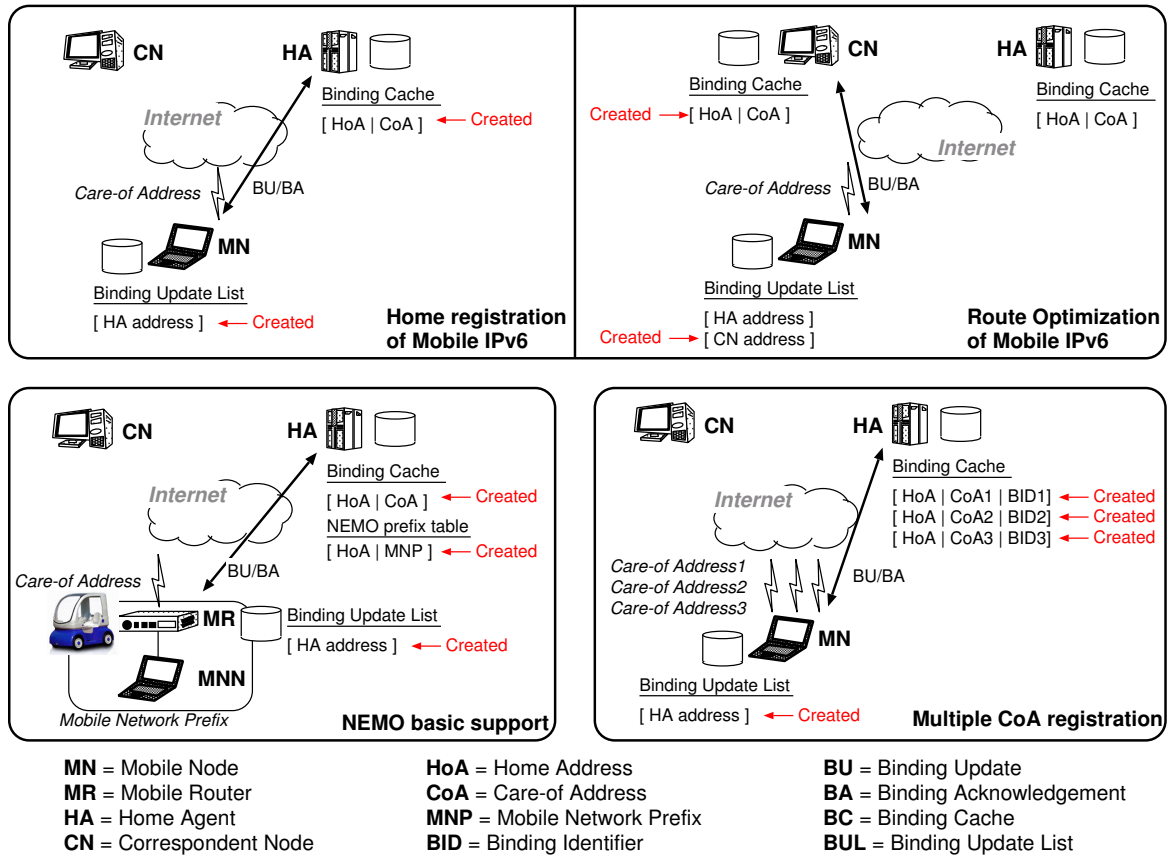 CN
HA
Binding Cache
[ HoA | CoA ]
Created
Internet
Care-of Address
BU/BA
MN
Binding Update List
[ HA address ]
Created
Home registration
of Mobile IPv6
CN
HA
Binding Cache
Created
[ HoA | CoA ]
Binding Cache
[ HoA | CoA ]
Internet
Care-of Address
BU/BA
MN
Binding Update List
[ HA address ]
Created
[ CN address ]
Route Optimization
of Mobile IPv6
CN
HA
Binding Cache
[ HoA | CoA ]
Created
NEMO prefix table
[ HoA | MNP ]
Created
Internet
BU/BA
Care-of Address
MR
Binding Update List
[ HA address ]
Created
MNN
Mobile Network Prefix
NEMO basic support
CN
HA
Binding Cache
[ HoA | CoA1 | BID1]
Created
[ HoA | CoA2 | BID2]
Created
[ HoA | CoA3 | BID3]
Created
Internet
Care-of Address1
Care-of Address2
Care-of Address3
BU/BA
MN
Binding Update List
[ HA address ]
Created
Multiple CoA registration
MN = Mobile Node
MR = Mobile Router
HA = Home Agent
CN = Correspondent Node
HoA = Home Address
CoA = Care-of Address
MNP = Mobile Network Prefix
BID = Binding Identifier
BU = Binding Update
BA = Binding Acknowledgement
BC = Binding Cache
BUL = Binding Update List